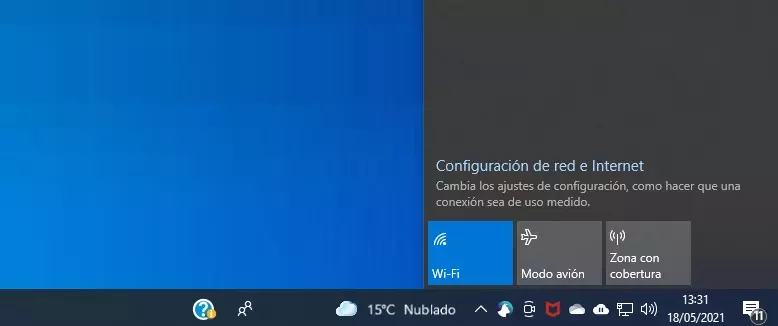 Configuración de red e Internet
Cambia los ajustes de configuración, como hacer que una
conexión sea de uso medido.
Wi-Fi
Modo avión
Zona con
cobertura
15°C Nublado
13:31
18/05/2021
11